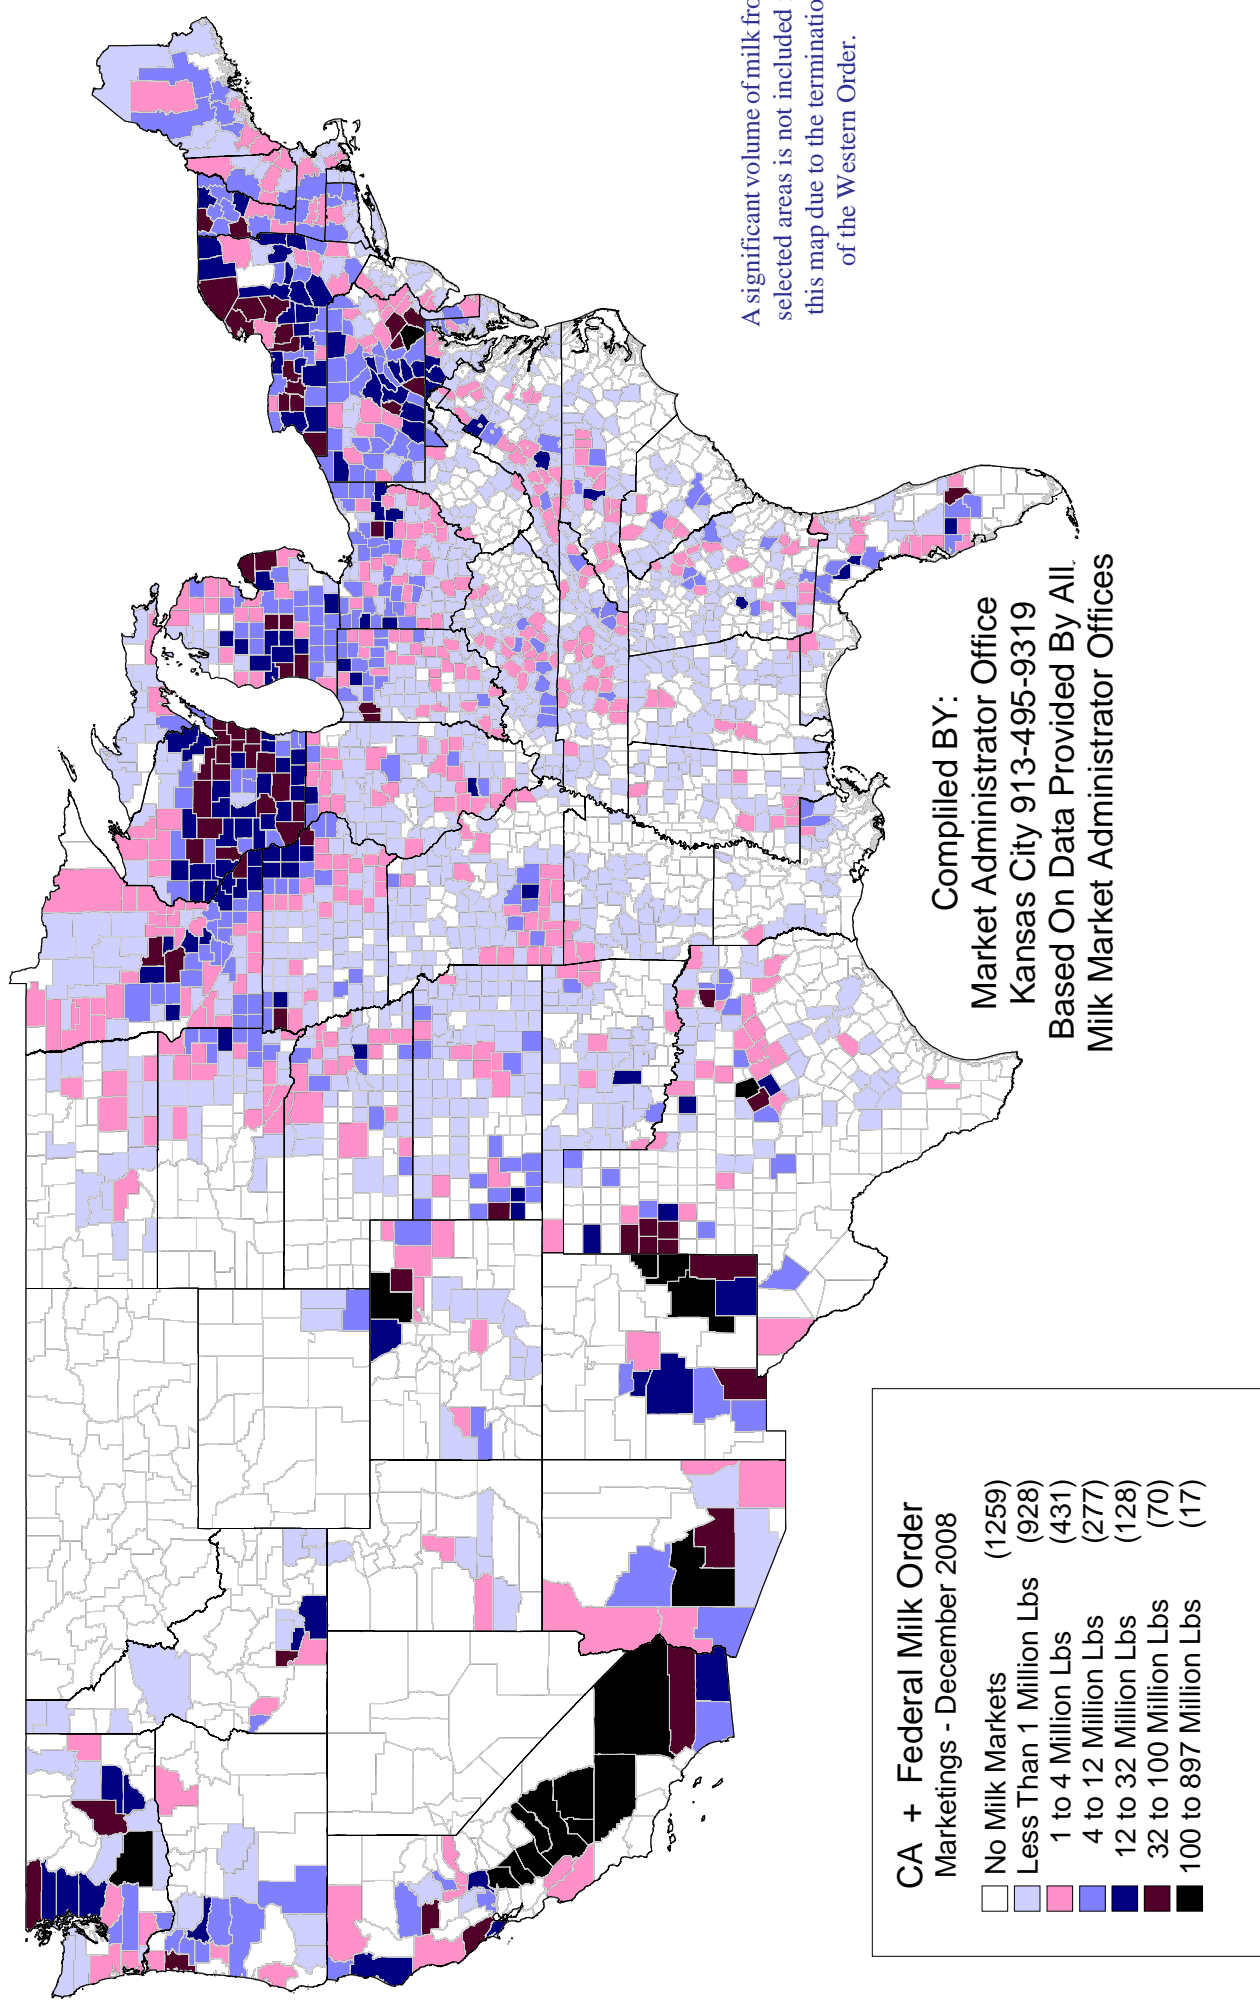 A significant volume of milk fro
selected areas is not included
this map due to the terminatio
of the Western Order.
Compliled BY:
Market Administrator Office
Kansas City 913-495-9319
Based On Data Provided By All.
Milk Market Administrator Offices
CA + Federal Milk Order
Marketings - December 2008
No Milk Markets (1259)
Less Than 1 Million Lbs (928)
1 to 4 Million Lbs (431)
4 to 12 Million Lbs (277)
12 to 32 Million Lbs (128)
32 to 100 Million Lbs (70)
100 to 897 Million Lbs (17)